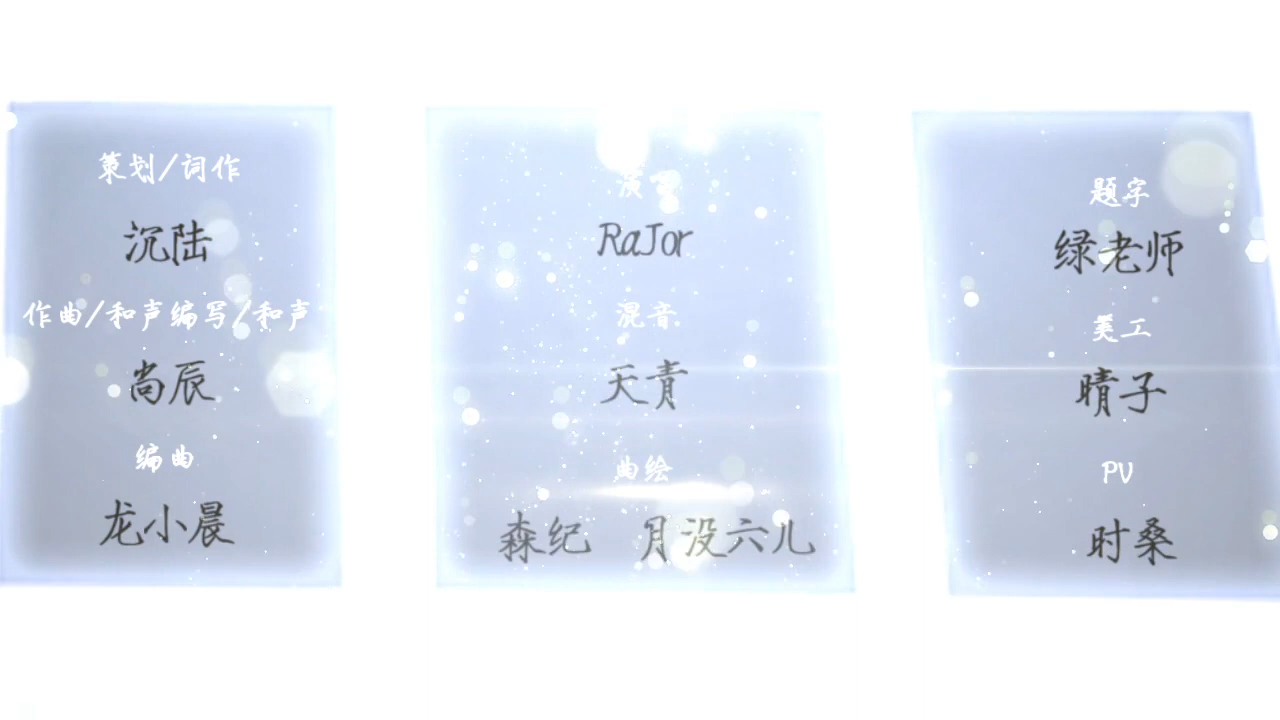 策划/词作
沉陆
作曲/和声编写/和声
尚辰
编曲
龙小晨
RaJor
混音
天青
曲绘
森纪 月没六儿
题字
绿老师
美工
晴子
PV
时桑